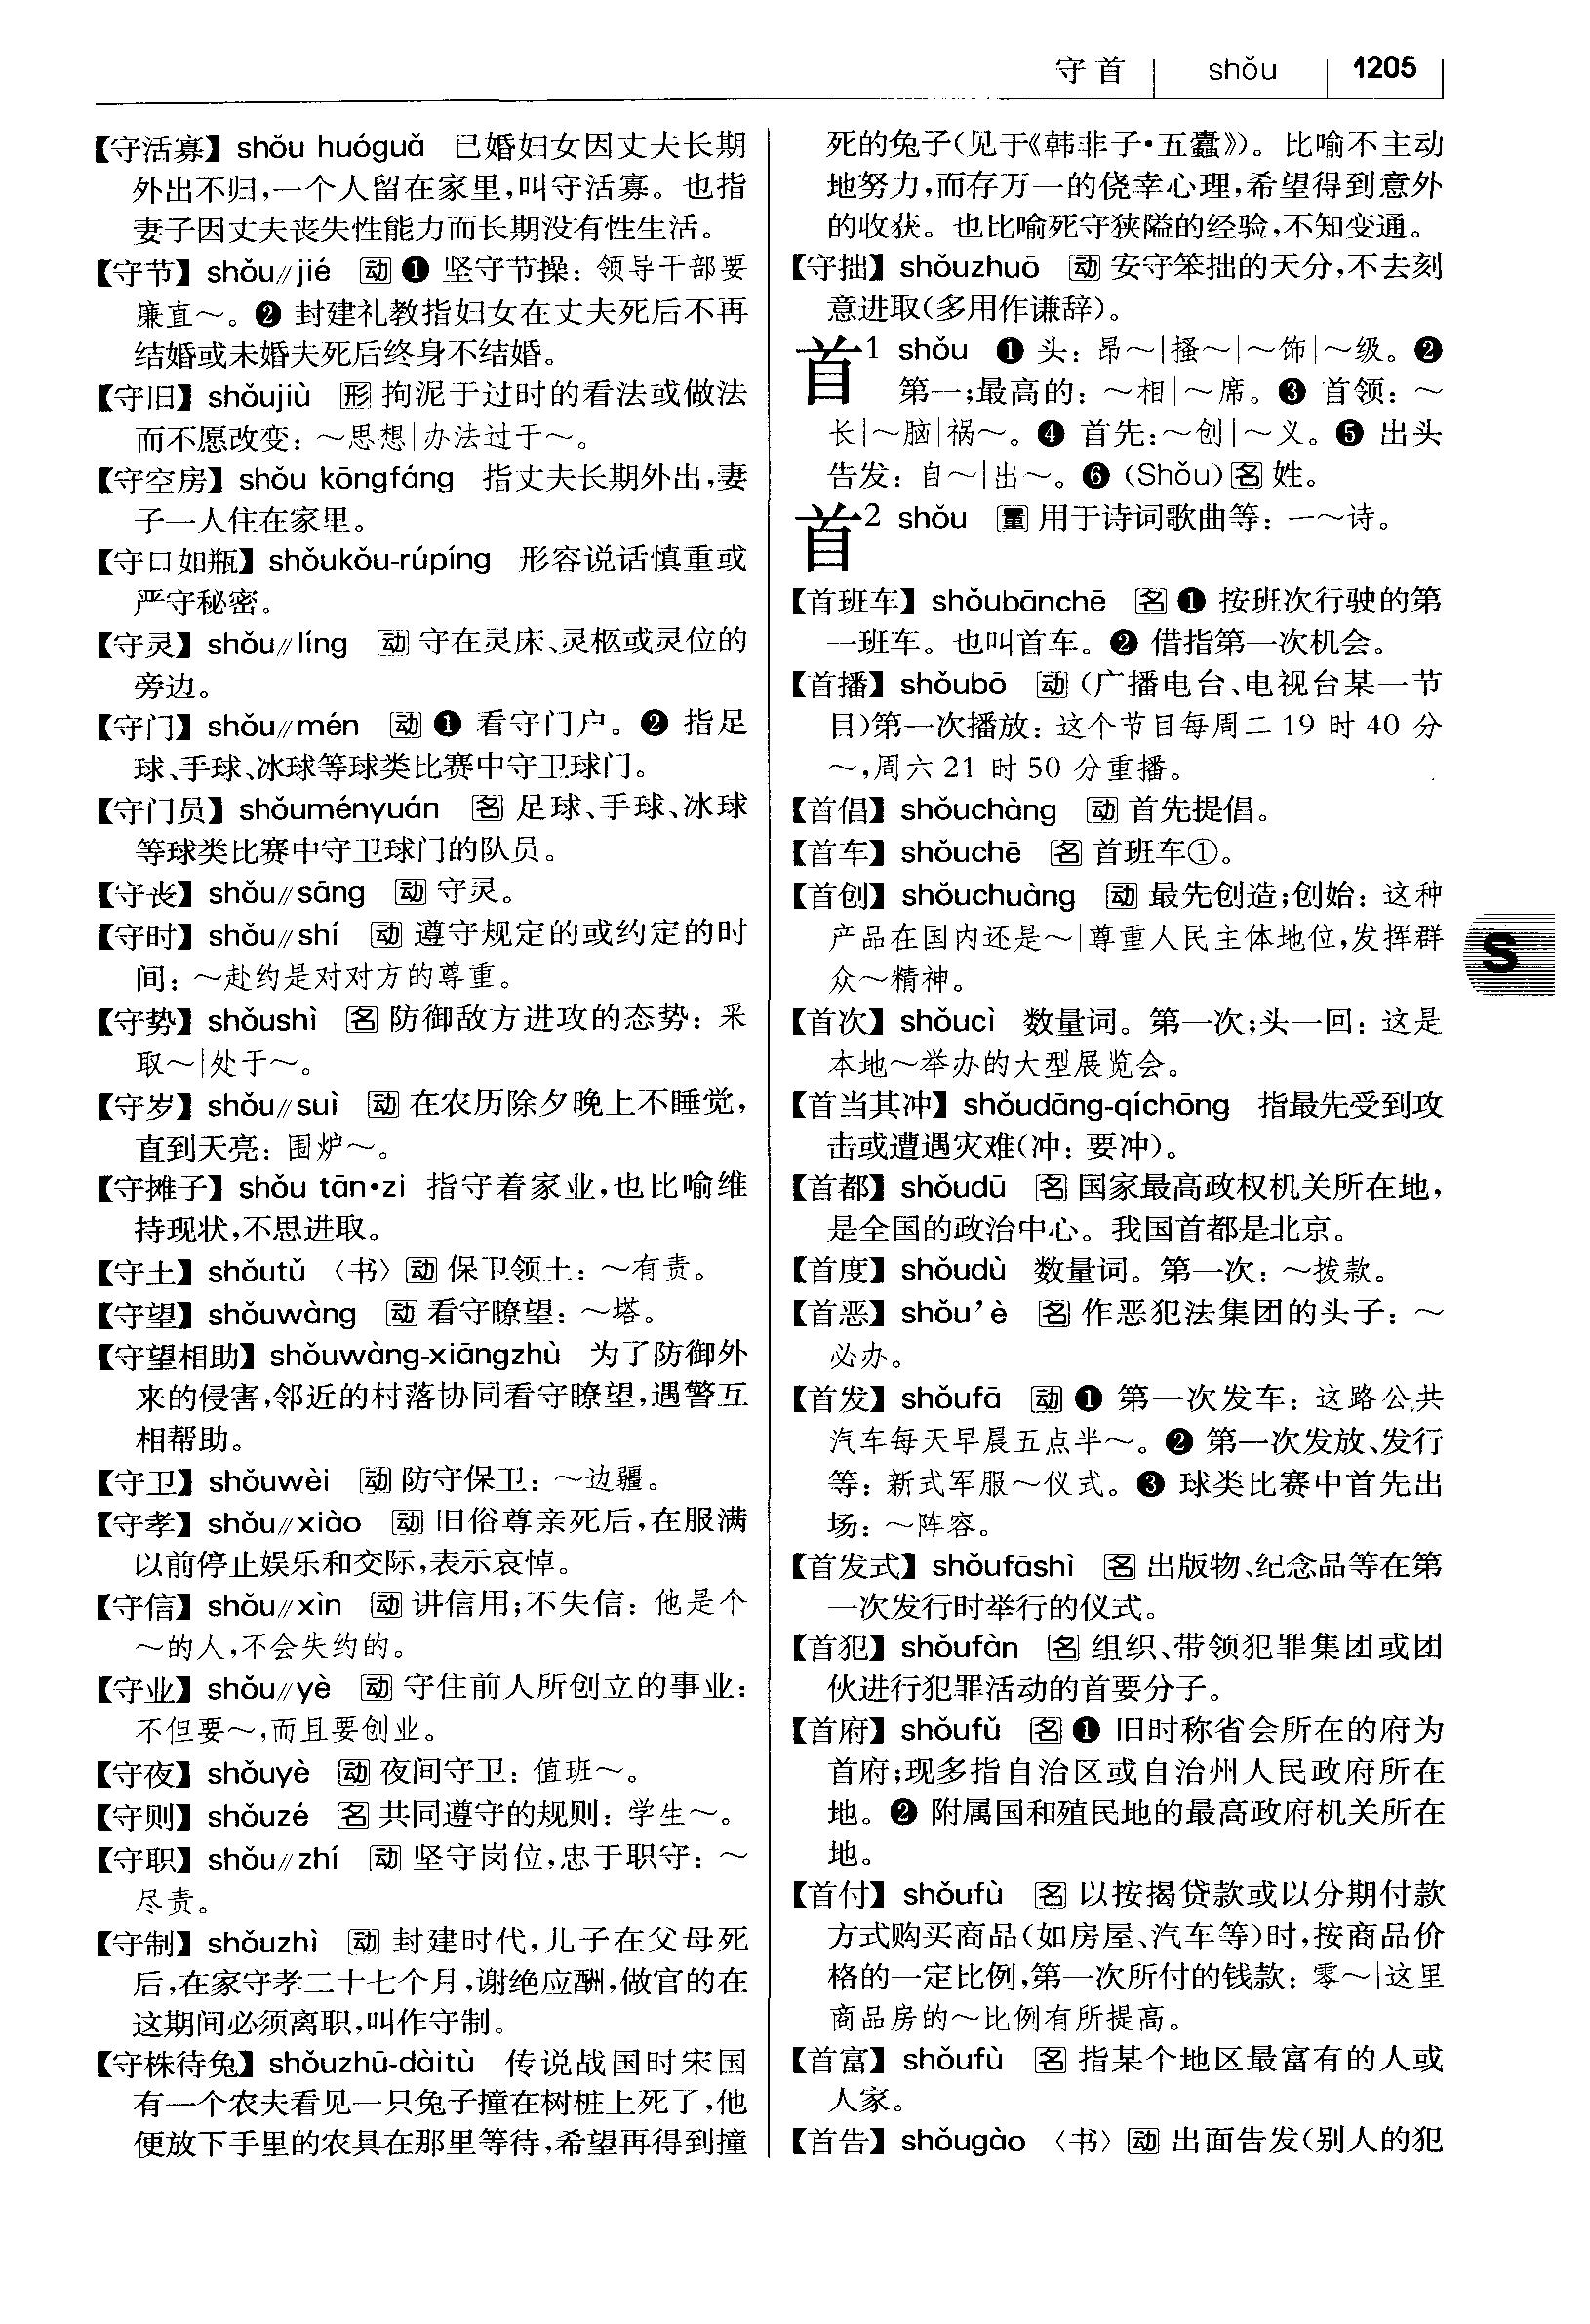 守首 shǒu 1205
【守活寡】shǒu huóguǎ 已婚妇女因丈夫长期
外出不归，一个人留在家里，叫守活寡。也指
妻子因丈夫丧失性能力而长期没有性生活。
【守节】shǒu//jié 动 ❶ 坚守节操：领导干部要
廉直～。❷ 封建礼教指妇女在丈夫死后不再
结婚或未婚夫死后终身不结婚。
【守旧】shǒujiù 形 拘泥于过时的看法或做法
而不愿改变：～思想|办法过于～。
【守空房】shǒu kōngfáng 指丈夫长期外出，妻
子一人住在家里。
【守口如瓶】shǒukǒu-rúpíng 形容说话慎重或
严守秘密。
【守灵】shǒu//líng 动 守在灵床、灵柩或灵位的
旁边。
【守门】shǒu//mén 动 ❶ 看守门户。❷ 指足
球、手球、冰球等球类比赛中守卫球门。
【守门员】shǒuményuán 名 足球、手球、冰球
等球类比赛中守卫球门的队员。
【守丧】shǒu//sāng 动 守灵。
【守时】shǒu//shí 动 遵守规定的或约定的时
间：～赴约是对对方的尊重。
【守势】shǒushì 名 防御敌方进攻的态势：采
取～|处于～。
【守岁】shǒu//suì 动 在农历除夕晚上不睡觉，
直到天亮：围炉～。
【守摊子】shǒu tān•zi 指守着家业，也比喻维
持现状，不思进取。
【守土】shǒutǔ 〈书〉动 保卫领土：～有责。
【守望】shǒuwàng 动 看守瞭望：～塔。
【守望相助】shǒuwàng-xiāngzhù 为了防御外
来的侵害，邻近的村落协同看守瞭望，遇警互
相帮助。
【守卫】shǒuwèi 动 防守保卫：～边疆。
【守孝】shǒu//xiào 动 旧俗尊亲死后，在服满
以前停止娱乐和交际，表示哀悼。
【守信】shǒu//xìn 动 讲信用；不失信：他是个
～的人，不会失约的。
【守业】shǒu//yè 动 守住前人所创立的事业：
不但要～，而且要创业。
【守夜】shǒuyè 动 夜间守卫：值班～。
【守则】shǒuzé 名 共同遵守的规则：学生～。
【守职】shǒu//zhí 动 坚守岗位，忠于职守：～
尽责。
【守制】shǒuzhì 动 封建时代，儿子在父母死
后，在家守孝二十七个月，谢绝应酬，做官的在
这期间必须离职，叫作守制。
【守株待兔】shǒuzhū-dàitù 传说战国时宋国
有一个农夫看见一只兔子撞在树桩上死了，他
便放下手里的农具在那里等待，希望再得到撞
死的兔子(见于《韩非子•五蠹》)。比喻不主动
地努力，而存万一的侥幸心理，希望得到意外
的收获。也比喻死守狭隘的经验，不知变通。
【守拙】shǒuzhuō 动 安守笨拙的天分，不去刻
意进取(多用作谦辞)。
首1 shǒu ❶ 头：昂～|搔～|～饰|～级。❷
第一；最高的：～相|～席。❸ 首领：～
长|～脑|祸～。❹ 首先：～创|～义。❺ 出头
告发：自～|出～。❻ (Shǒu)名 姓。
首2 shǒu 量 用于诗词歌曲等：一～诗。
【首班车】shǒubānchē 名 ❶ 按班次行驶的第
一班车。也叫首车。❷ 借指第一次机会。
【首播】shǒubō 动 (广播电台、电视台某一节
目)第一次播放：这个节目每周二 19 时 40 分
～，周六 21 时 50 分重播。
【首倡】shǒuchàng 动 首先提倡。
【首车】shǒuchē 名 首班车①。
【首创】shǒuchuàng 动 最先创造；创始：这种
产品在国内还是～|尊重人民主体地位，发挥群
众～精神。
【首次】shǒucì 数量词。第一次；头一回：这是
本地～举办的大型展览会。
【首当其冲】shǒudāng-qíchōng 指最先受到攻
击或遭遇灾难(冲：要冲)。
【首都】shǒudū 名 国家最高政权机关所在地，
是全国的政治中心。我国首都是北京。
【首度】shǒudù 数量词。第一次：～拨款。
【首恶】shǒu’è 名 作恶犯法集团的头子：～
必办。
【首发】shǒufā 动 ❶ 第一次发车：这路公共
汽车每天早晨五点半～。❷ 第一次发放、发行
等：新式军服～仪式。❸ 球类比赛中首先出
场：～阵容。
【首发式】shǒufāshì 名 出版物、纪念品等在第
一次发行时举行的仪式。
【首犯】shǒufàn 名 组织、带领犯罪集团或团
伙进行犯罪活动的首要分子。
【首府】shǒufǔ 名 ❶ 旧时称省会所在的府为
首府；现多指自治区或自治州人民政府所在
地。❷ 附属国和殖民地的最高政府机关所在
地。
【首付】shǒufù 名 以按揭贷款或以分期付款
方式购买商品(如房屋、汽车等)时，按商品价
格的一定比例，第一次所付的钱款：零～|这里
商品房的～比例有所提高。
【首富】shǒufù 名 指某个地区最富有的人或
人家。
【首告】shǒugào 〈书〉动 出面告发(别人的犯
S